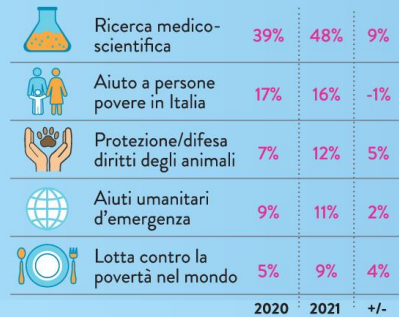 Ricerca medico-
scientifica 39% 48% 9%
Aiuto a persone
povere in Italia 17% 16% -1%
Protezione/difesa
diritti degli animali 7% 12% 5%
Aiuti umanitari
d'emergenza 9% 11% 2%
Lotta contro la
povertà nel mondo 5% 9% 4%
2020 2021 +/-